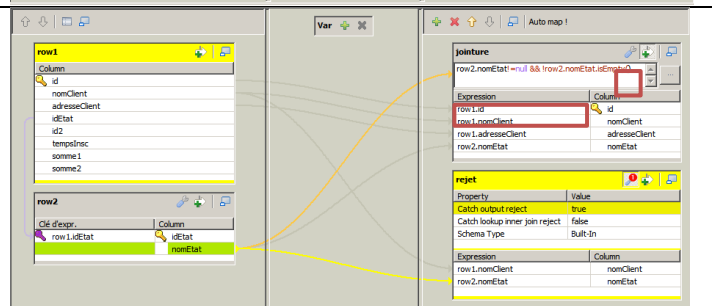 Var
Auto map !
row1
Column
id
nomClient
adresseClient
idEtat
id2
tempsInsc
somme1
somme2
row2
Clé d'expr. Column
row1.idEtat idEtat
nomEtat
jointure
row2.nomEtat!=null && !row2.nomEtat.isEmpty()
...
Expression Column
row1.id id
row1.nomClient nomClient
row1.adresseClient adresseClient
row2.nomEtat nomEtat
rejet
Property Value
Catch output reject true
Catch lookup inner join reject false
Schema Type Built-In
Expression Column
row1.nomClient nomClient
row2.nomEtat nomEtat